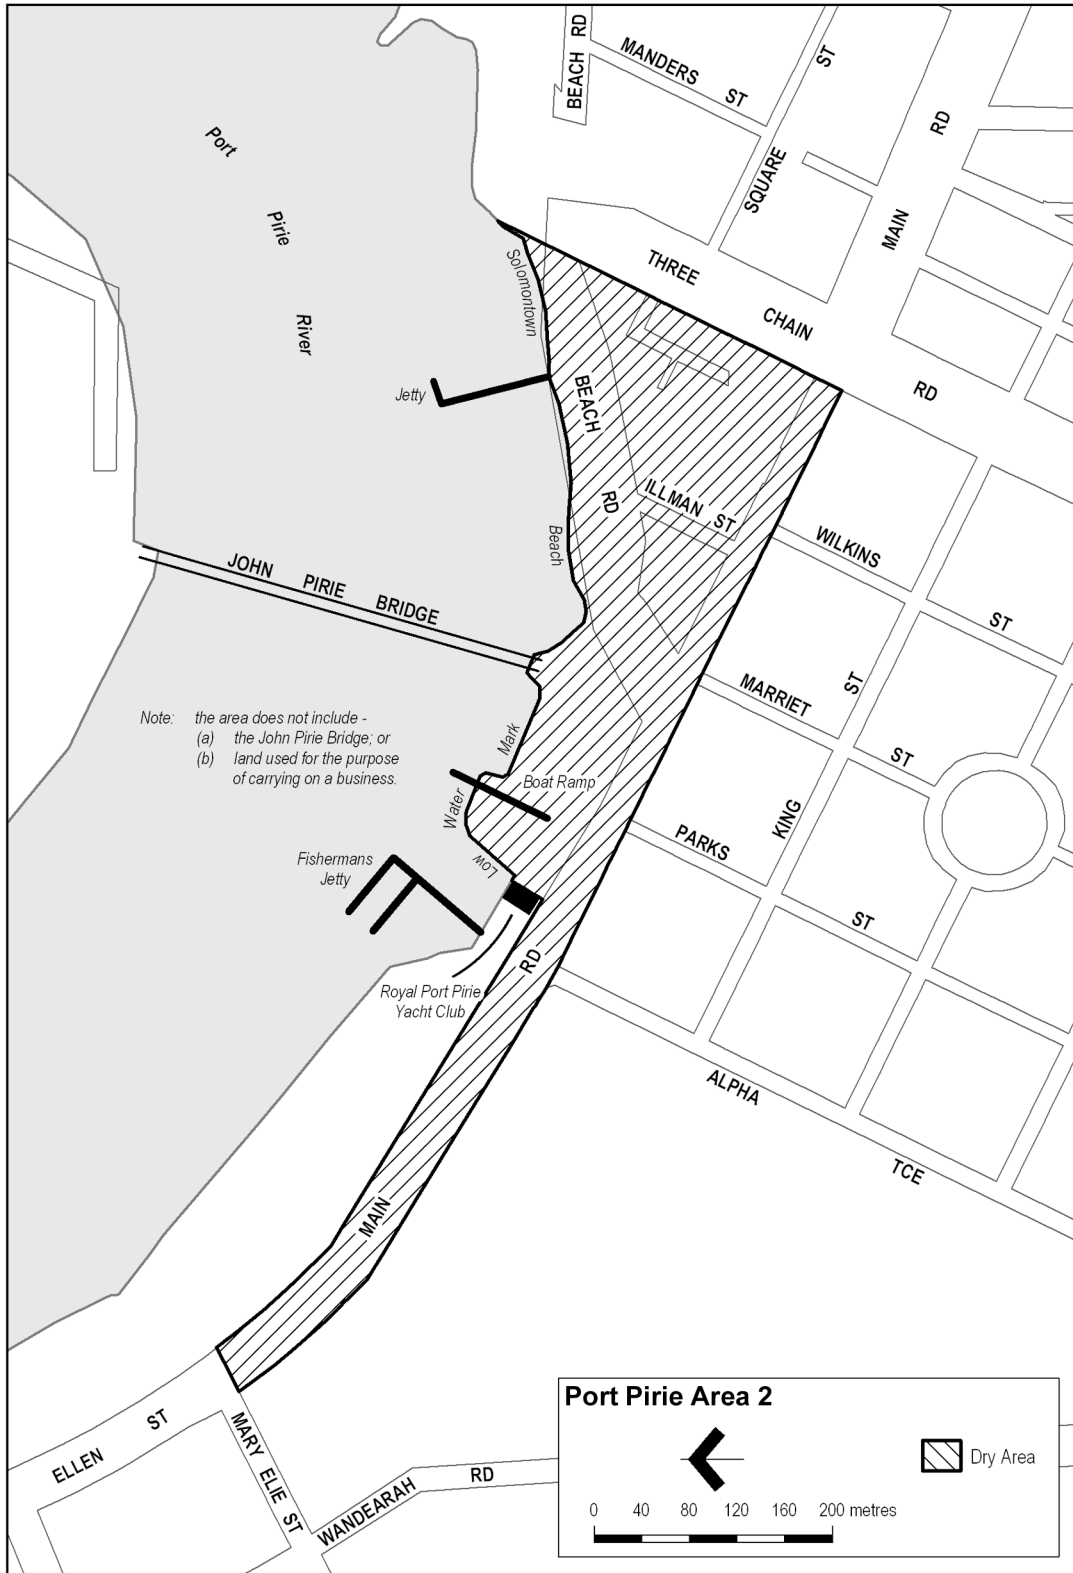 BEACH RD
MANDERS ST
SQUARE ST
MAIN RD
Port Pirie River
Solomontown Beach
THREE CHAIN RD
Jetty
BEACH RD
ILLMAN ST
WILKINS ST
JOHN PIRIE BRIDGE
MARRIET ST
KING ST
Note: the area does not include -
(a) the John Pirie Bridge; or
(b) land used for the purpose
of carrying on a business.
Low Water Mark
Boat Ramp
PARKS ST
Fishermans
Jetty
Royal Port Pirie
Yacht Club
MAIN RD
ALPHA TCE
ELLEN ST
MARY ELIE ST
WANDEARAH RD
Port Pirie Area 2
Dry Area
0 40 80 120 160 200 metres